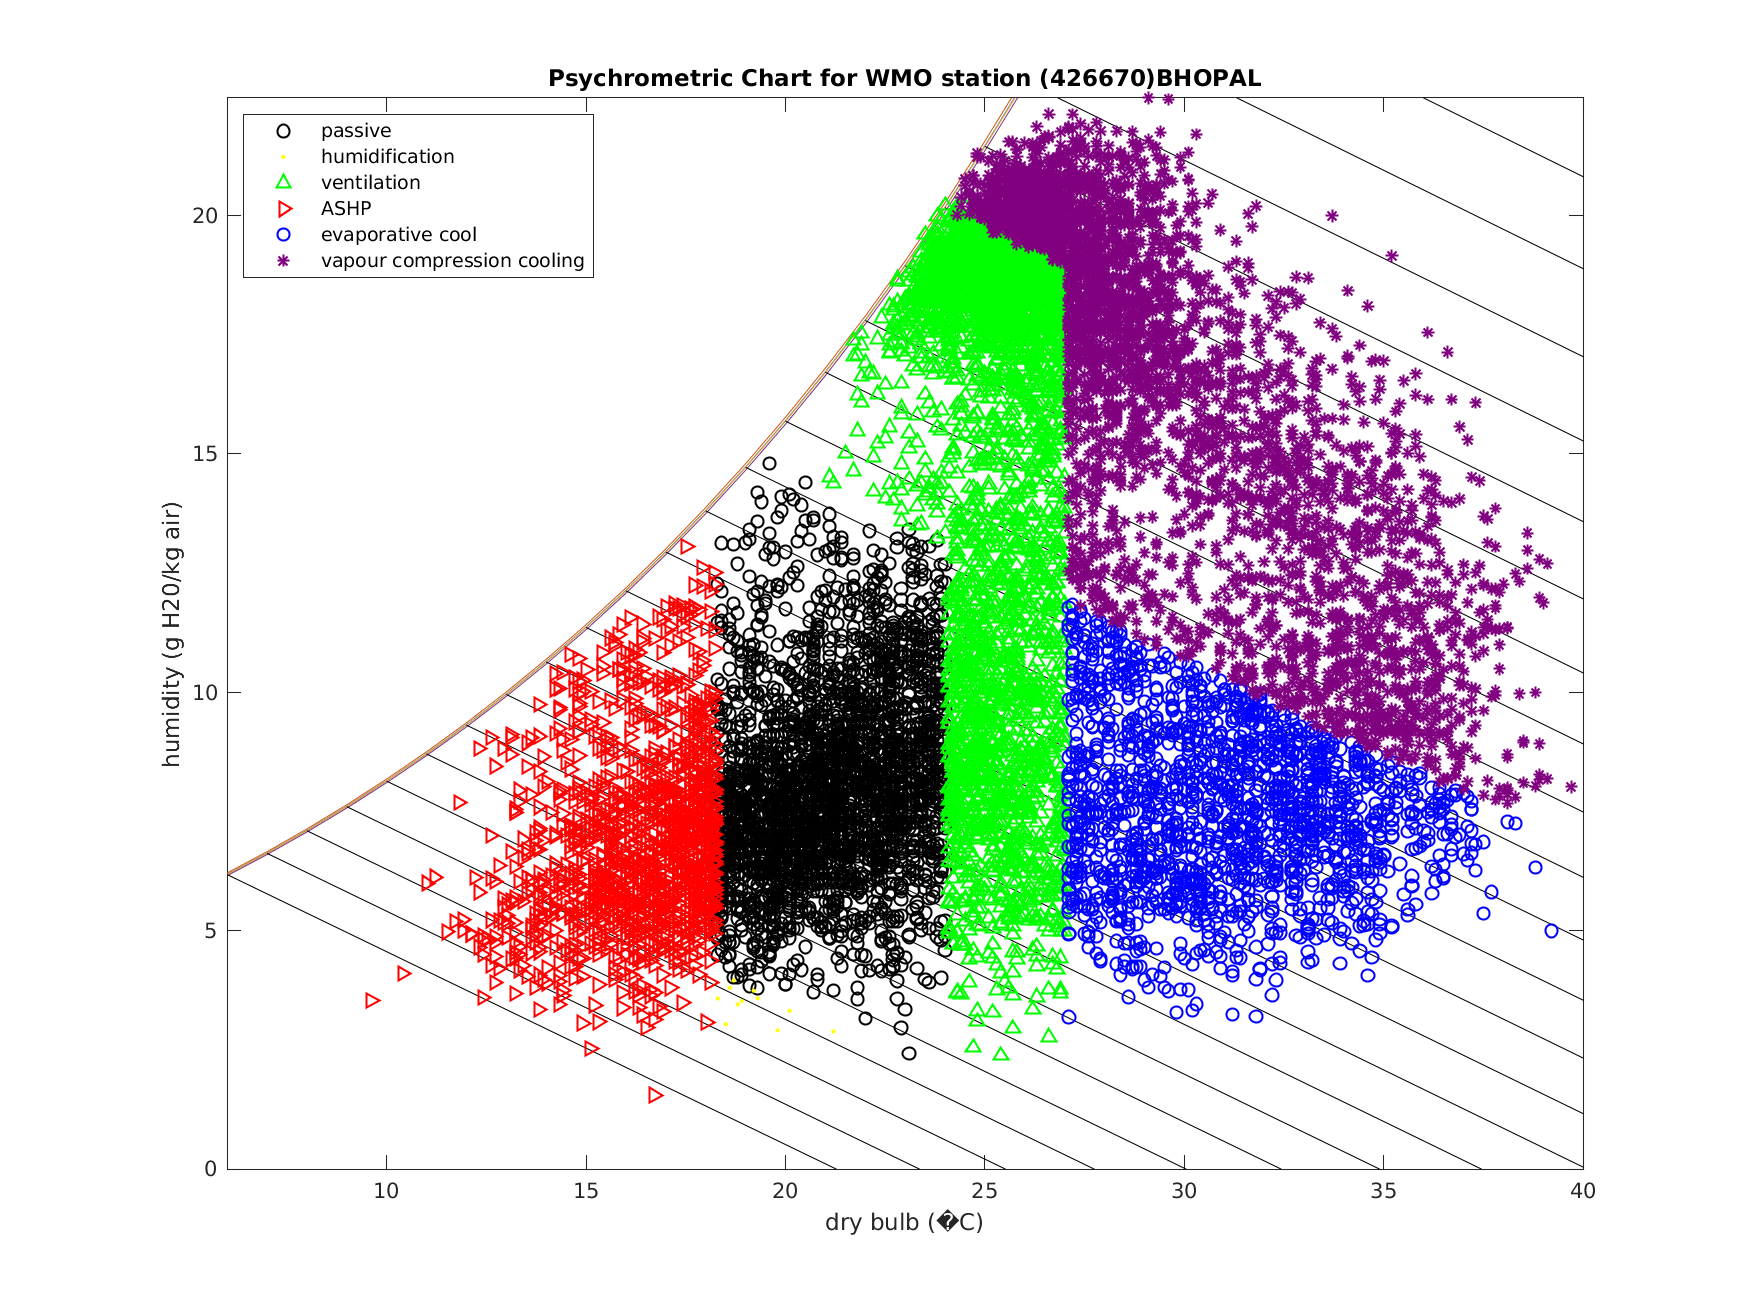 Psychrometric Chart for WMO station (426670)BHOPAL
passive
humidification
ventilation
ASHP
evaporative cool
vapour compression cooling
humidity (g H20/kg air)
20
15
10
5
0
10 15 20 25 30 35 40
dry bulb (�C)